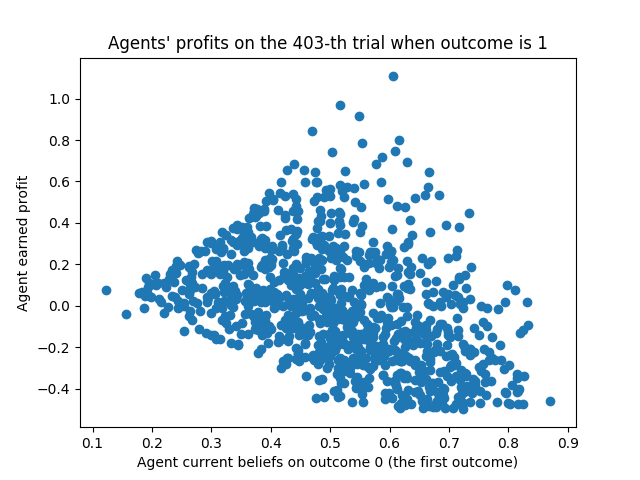 Agents' profits on the 403-th trial when outcome is 1
1.0
0.8
0.6
0.4
0.2
0.0
−0.2
−0.4
Agent earned profit
0.1 0.2 0.3 0.4 0.5 0.6 0.7 0.8 0.9
Agent current beliefs on outcome 0 (the first outcome)